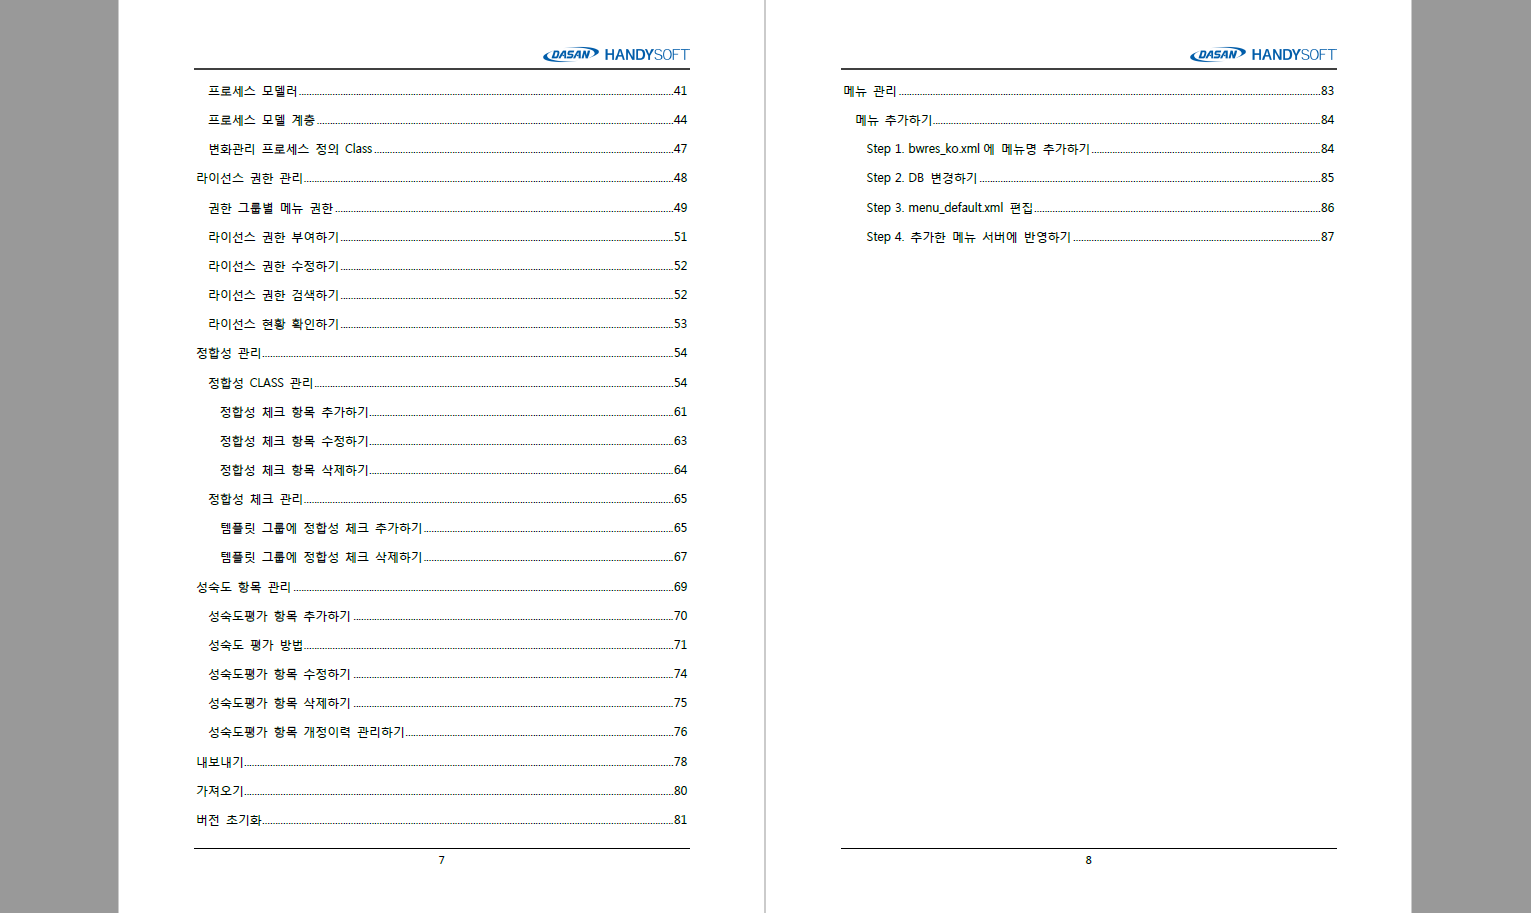 DASAN HANDYSOFT
프로세스 모델러 41
프로세스 모델 계층 44
변화관리 프로세스 정의 Class 47
라이선스 권한 관리 48
권한 그룹별 메뉴 권한 49
라이선스 권한 부여하기 51
라이선스 권한 수정하기 52
라이선스 권한 검색하기 52
라이선스 현황 확인하기 53
정합성 관리 54
정합성 CLASS 관리 54
정합성 체크 항목 추가하기 61
정합성 체크 항목 수정하기 63
정합성 체크 항목 삭제하기 64
정합성 체크 관리 65
템플릿 그룹에 정합성 체크 추가하기 65
템플릿 그룹에 정합성 체크 삭제하기 67
성숙도 항목 관리 69
성숙도평가 항목 추가하기 70
성숙도 평가 방법 71
성숙도평가 항목 수정하기 74
성숙도평가 항목 삭제하기 75
성숙도평가 항목 개정이력 관리하기 76
내보내기 78
가져오기 80
버전 초기화 81
7
DASAN HANDYSOFT
메뉴 관리 83
메뉴 추가하기 84
Step 1. bwres_ko.xml에 메뉴명 추가하기 84
Step 2. DB 변경하기 85
Step 3. menu_default.xml 편집 86
Step 4. 추가한 메뉴 서버에 반영하기 87
8